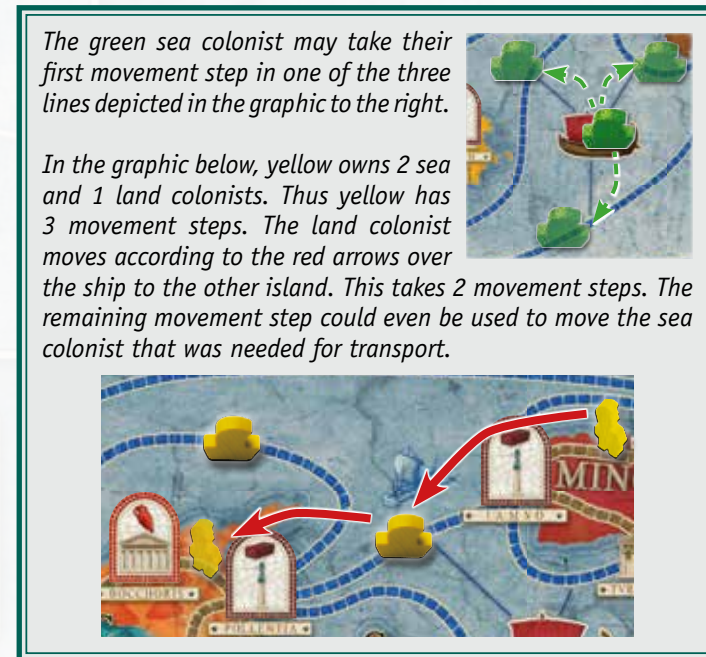 The green sea colonist may take their
first movement step in one of the three
lines depicted in the graphic to the right.
In the graphic below, yellow owns 2 sea
and 1 land colonists. Thus yellow has
3 movement steps. The land colonist
moves according to the red arrows over
the ship to the other island. This takes 2 movement steps. The
remaining movement step could even be used to move the sea
colonist that was needed for transport.
MIN
IAMNO
BOCCHORIS
POLLENTIA